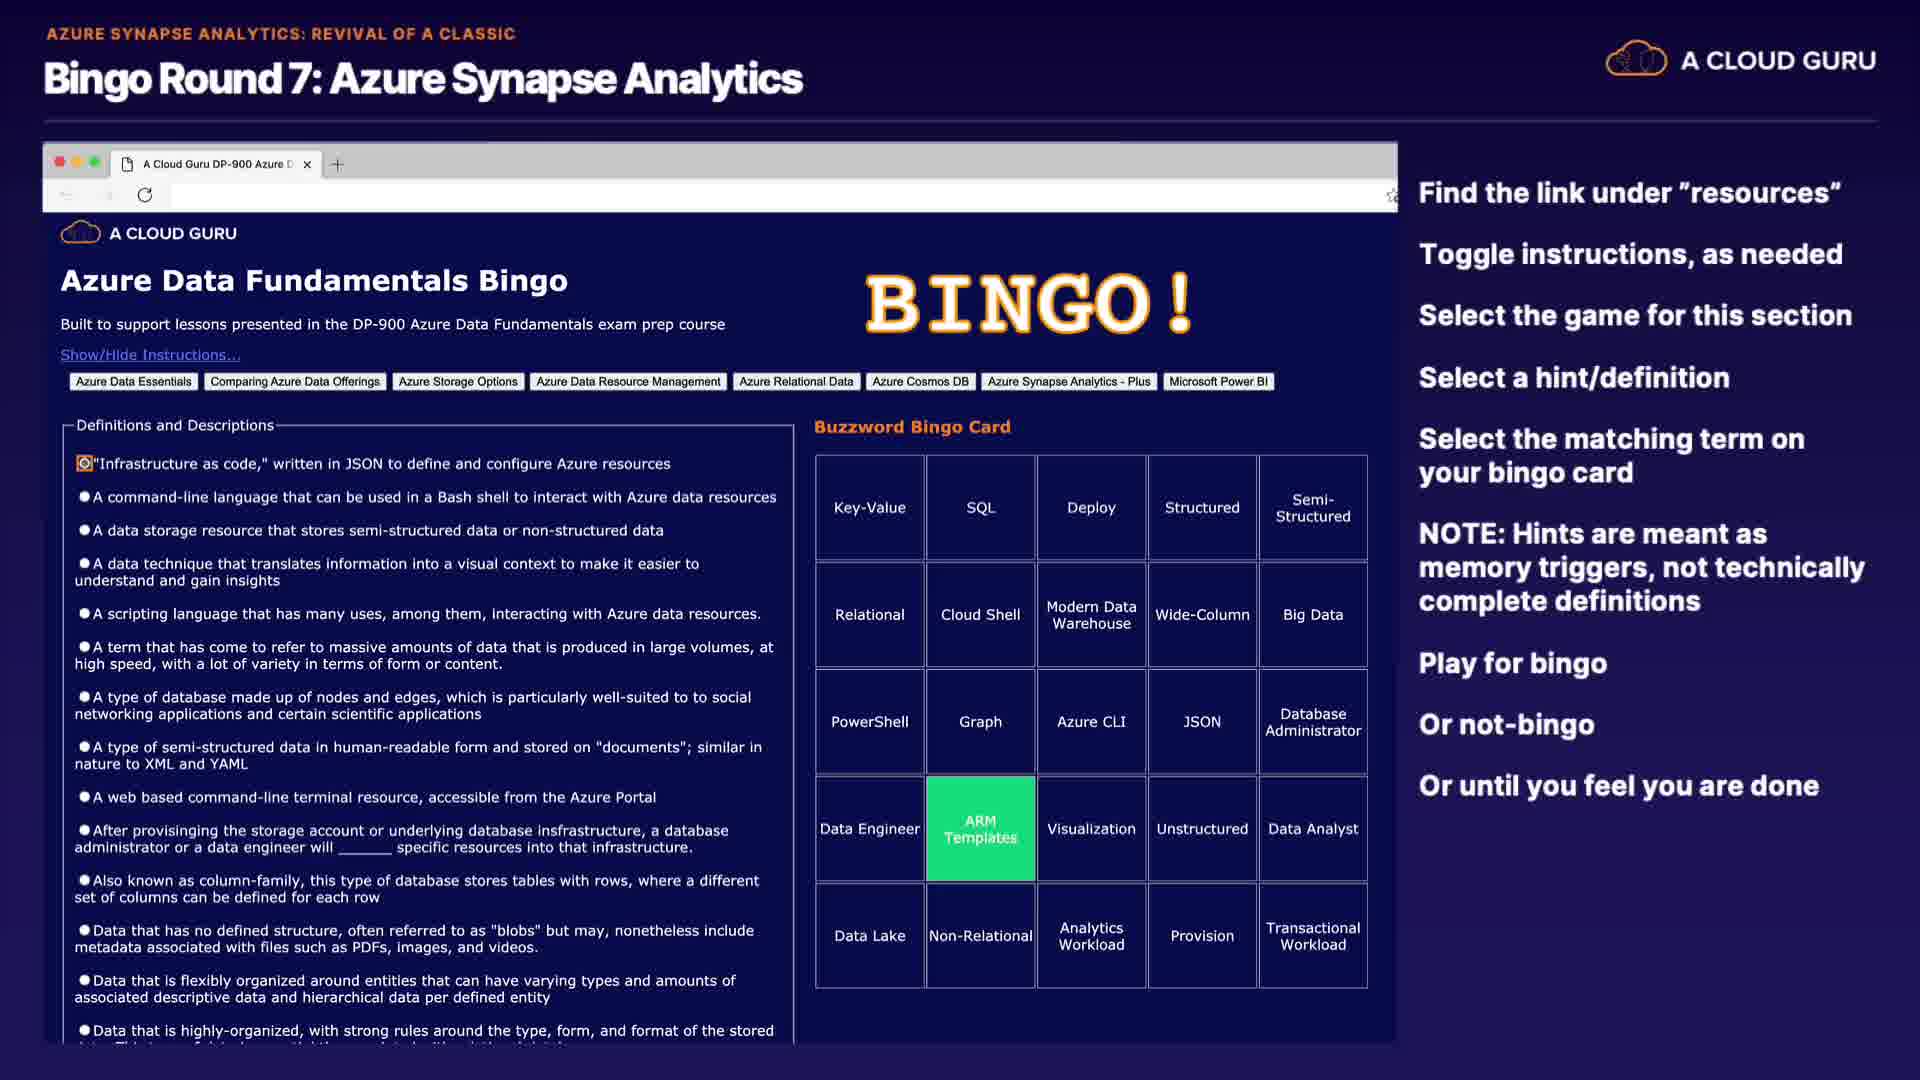 AZURE SYNAPSE ANALYTICS: REVIVAL OF A CLASSIC
Bingo Round 7: Azure Synapse Analytics
A CLOUD GURU
A Cloud Guru DP-900 Azure D
A CLOUD GURU
Azure Data Fundamentals Bingo
BINGO!
Built to support lessons presented in the DP-900 Azure Data Fundamentals exam prep course
Show/Hide Instructions...
Azure Data Essentials
Comparing Azure Data Offerings
Azure Storage Options
Azure Data Resource Management
Azure Relational Data
Azure Cosmos DB
Azure Synapse Analytics - Plus
Microsoft Power BI
Definitions and Descriptions
"Infrastructure as code," written in JSON to define and configure Azure resources
A command-line language that can be used in a Bash shell to interact with Azure data resources
A data storage resource that stores semi-structured data or non-structured data
A data technique that translates information into a visual context to make it easier to
understand and gain insights
A scripting language that has many uses, among them, interacting with Azure data resources.
A term that has come to refer to massive amounts of data that is produced in large volumes, at
high speed, with a lot of variety in terms of form or content.
A type of database made up of nodes and edges, which is particularly well-suited to to social
networking applications and certain scientific applications
A type of semi-structured data in human-readable form and stored on "documents"; similar in
nature to XML and YAML
A web based command-line terminal resource, accessible from the Azure Portal
After provisinging the storage account or underlying database insfrastructure, a database
administrator or a data engineer will _______ specific resources into that infrastructure.
Also known as column-family, this type of database stores tables with rows, where a different
set of columns can be defined for each row
Data that has no defined structure, often referred to as "blobs" but may, nonetheless include
metadata associated with files such as PDFs, images, and videos.
Data that is flexibly organized around entities that can have varying types and amounts of
associated descriptive data and hierarchical data per defined entity
Data that is highly-organized, with strong rules around the type, form, and format of the stored
Buzzword Bingo Card
Key-Value
SQL
Deploy
Structured
Semi-
Structured
Relational
Cloud Shell
Modern Data
Warehouse
Wide-Column
Big Data
PowerShell
Graph
Azure CLI
JSON
Database
Administrator
Data Engineer
ARM
Templates
Visualization
Unstructured
Data Analyst
Data Lake
Non-Relational
Analytics
Workload
Provision
Transactional
Workload
Find the link under "resources"
Toggle instructions, as needed
Select the game for this section
Select a hint/definition
Select the matching term on
your bingo card
NOTE: Hints are meant as
memory triggers, not technically
complete definitions
Play for bingo
Or not-bingo
Or until you feel you are done